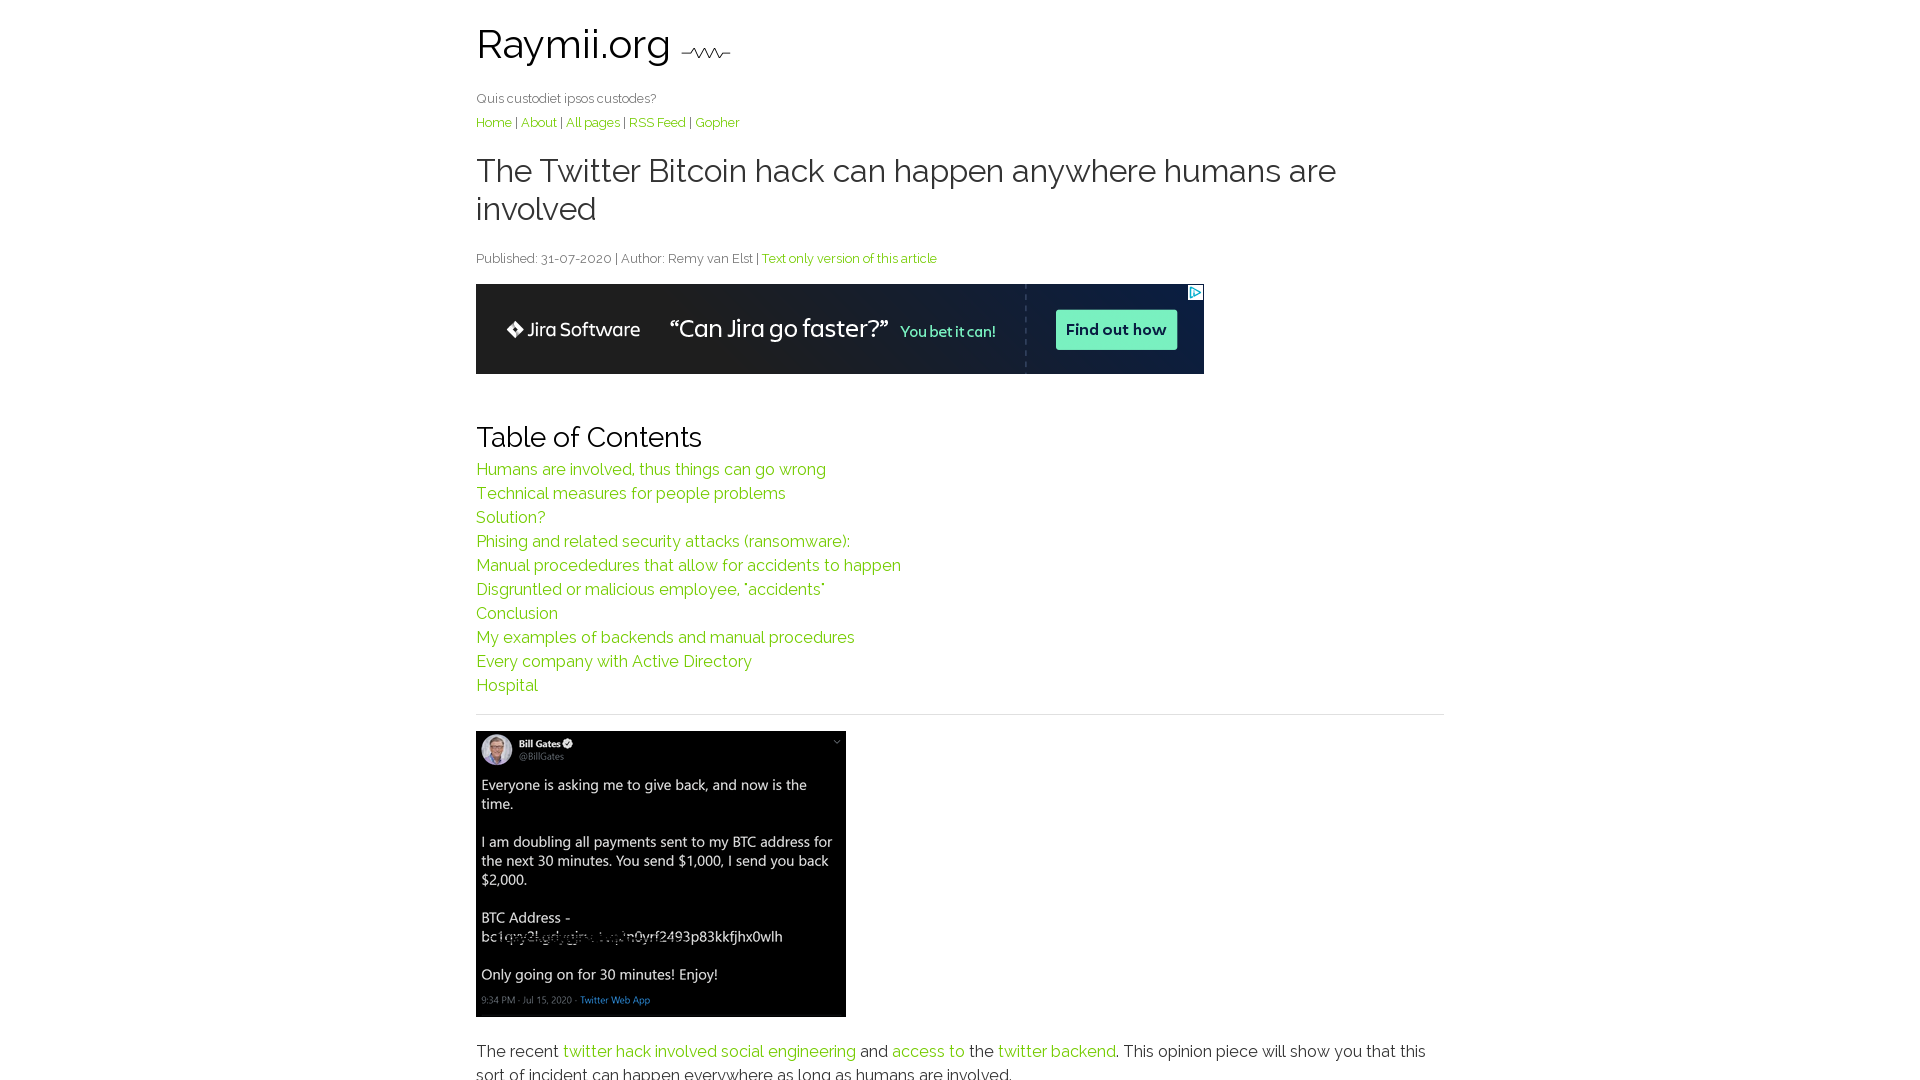 Raymii.org
Quis custodiet ipsos custodes?
Home | About | All pages | RSS Feed | Gopher
The Twitter Bitcoin hack can happen anywhere humans are
involved
Published: 31-07-2020 | Author: Remy van Elst | Text only version of this article
Jira Software "Can Jira go faster?" You bet it can! Find out how
Table of Contents
Humans are involved, thus things can go wrong
Technical measures for people problems
Solution?
Phising and related security attacks (ransomware):
Manual procededures that allow for accidents to happen
Disgruntled or malicious employee, "accidents"
Conclusion
My examples of backends and manual procedures
Every company with Active Directory
Hospital
Bill Gates
@BillGates
Everyone is asking me to give back, and now is the
time.
I am doubling all payments sent to my BTC address for
the next 30 minutes. You send $1,000, I send you back
$2,000.
BTC Address -
Only going on for 30 minutes! Enjoy!
9:34 PM · Jul 15, 2020 · Twitter Web App
The recent twitter hack involved social engineering and access to the twitter backend. This opinion piece will show you that this
sort of incident can happen everywhere as long as humans are involved.